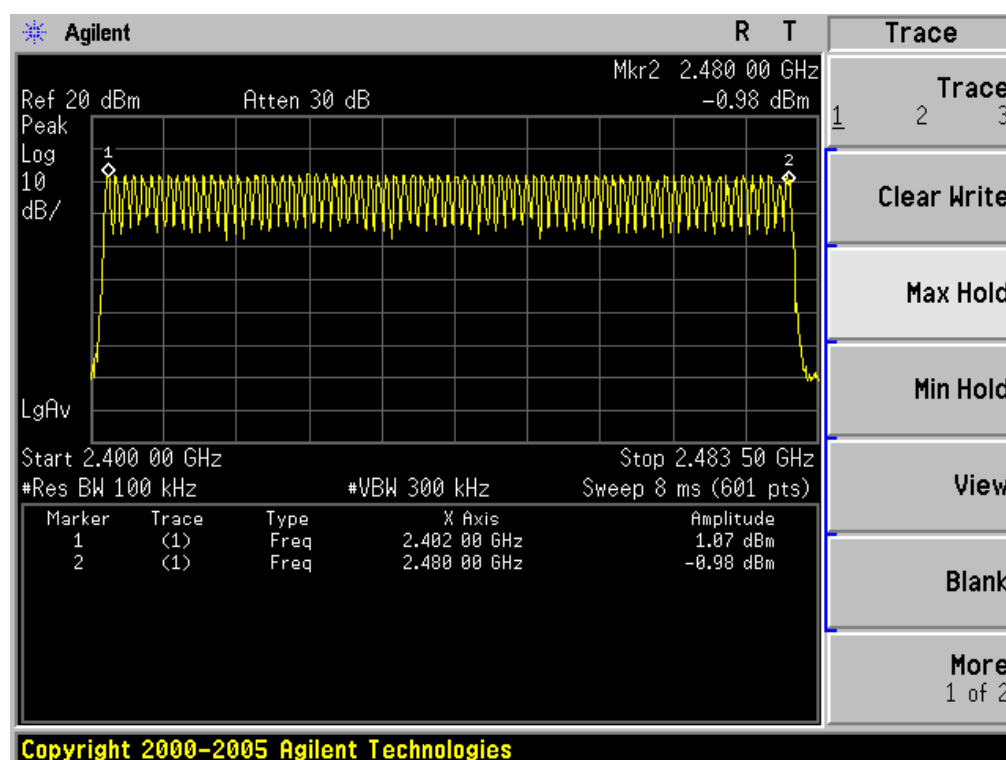 Agilent R T Trace
Mkr2 2.480 00 GHz
Ref 20 dBm Atten 30 dB -0.98 dBm
Peak
Log
10
dB/
1
2
LgAv
Start 2.400 00 GHz Stop 2.483 50 GHz
#Res BW 100 kHz #VBW 300 kHz Sweep 8 ms (601 pts)
Marker Trace Type X Axis Amplitude
1 (1) Freq 2.402 00 GHz 1.07 dBm
2 (1) Freq 2.480 00 GHz -0.98 dBm
Trace
1 2 3
Clear Write
Max Hold
Min Hold
View
Blank
More
1 of 2
Copyright 2000-2005 Agilent Technologies